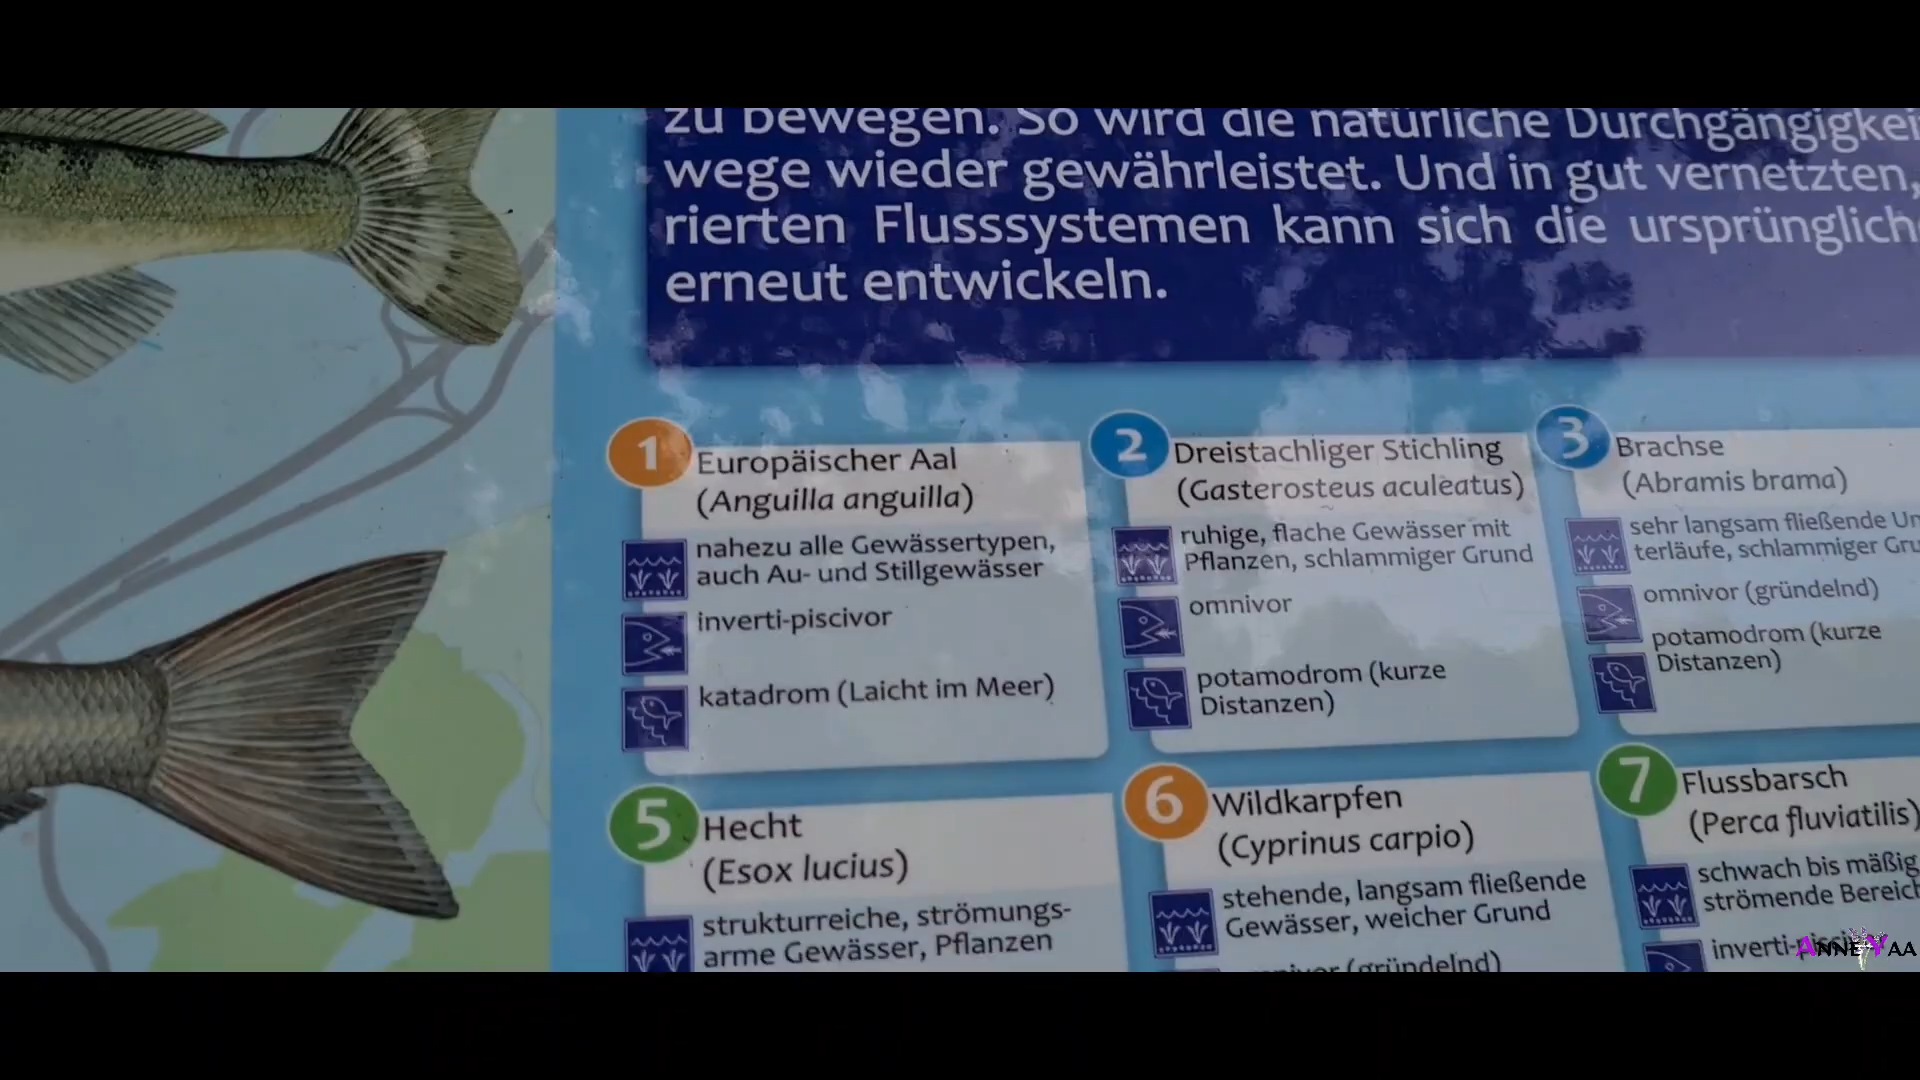 zu bewegen. So wird die natürliche
wege wieder gewährleistet. Und in gut vernetzten,
rierten Flusssystemen kann sich die
erneut entwickeln.
1 Europäischer Aal
(Anguilla anguilla)
nahezu alle Gewässertypen,
auch Au- und Stillgewässer
inverti-piscivor
katadrom (Laicht im Meer)
2 Dreistachliger Stichling
(Gasterosteus aculeatus)
ruhige, flache Gewässer mit
Pflanzen, schlammiger Grund
omnivor
potamodrom (kurze
Distanzen)
3 Brachse
(Abramis brama)
sehr langsam fließende
terläufe, schlammiger
omnivor (gründelnd)
potamodrom (kurze
Distanzen)
5 Hecht
(Esox lucius)
strukturreiche, strömungs-
arme Gewässer, Pflanzen
6 Wildkarpfen
(Cyprinus carpio)
stehende, langsam fließende
Gewässer, weicher Grund
(gründelnd)
7 Flussbarsch
(Perca fluviatilis)
schwach bis mäßig
strömende
ANNE YAA